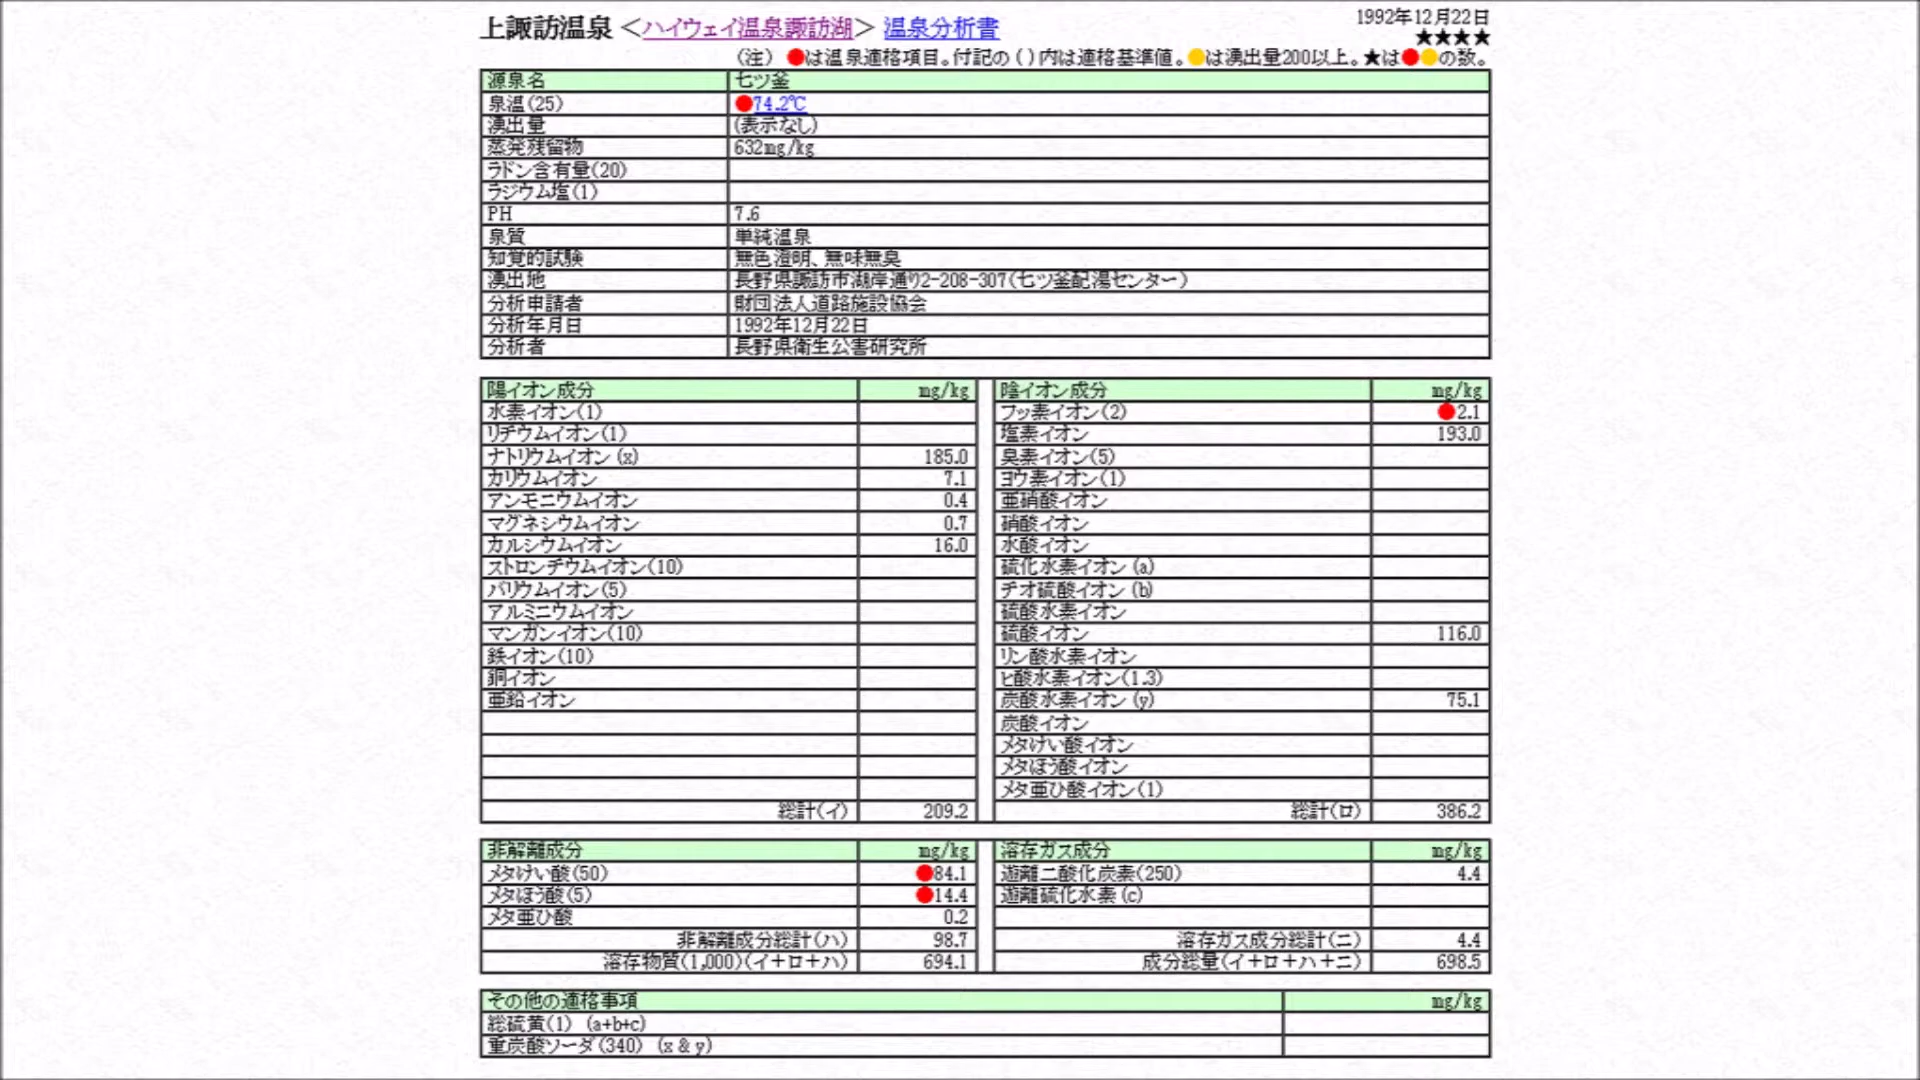 上諏訪温泉 <ハイウェイ温泉諏訪湖> 温泉分析書
1992年12月22日
★★★★
(注) ●は温泉適格項目。付記の( )内は適格基準値。●は湧出量200以上。★は●●の数。
源泉名 七ツ釜
泉温(25) ●74.2℃
湧出量 (表示なし)
蒸発残留物 632mg/kg
ラドン含有量(20)
ラジウム塩(1)
PH 7.6
泉質 単純温泉
知覚的試験 無色澄明、無味無臭
湧出地 長野県諏訪市湖岸通り2-208-307(七ツ釜配湯センター)
分析申請者 財団法人道路施設協会
分析年月日 1992年12月22日
分析者 長野県衛生公害研究所
陽イオン成分 mg/kg 陰イオン成分 mg/kg
水素イオン(1) フッ素イオン(2) ●2.1
リチウムイオン(1) 塩素イオン 193.0
ナトリウムイオン (x) 185.0 臭素イオン(5)
カリウムイオン 7.1 ヨウ素イオン(1)
アンモニウムイオン 0.4 亜硝酸イオン
マグネシウムイオン 0.7 硝酸イオン
カルシウムイオン 16.0 水酸イオン
ストロンチウムイオン(10) 硫化水素イオン (a)
バリウムイオン(5) チオ硫酸イオン (b)
アルミニウムイオン 硫酸水素イオン
マンガンイオン(10) 硫酸イオン 116.0
鉄イオン(10) リン酸水素イオン
銅イオン ヒ酸水素イオン(1.3)
亜鉛イオン 炭酸水素イオン (y) 75.1
炭酸イオン
メタけい酸イオン
メタほう酸イオン
メタ亜ひ酸イオン(1)
総計(イ) 209.2 総計(ロ) 386.2
非解離成分 mg/kg 溶存ガス成分 mg/kg
メタけい酸(50) ●84.1 遊離二酸化炭素(250) 4.4
メタほう酸(5) ●14.4 遊離硫化水素 (c)
メタ亜ひ酸 0.2
非解離成分総計(ハ) 98.7 溶存ガス成分総計(ニ) 4.4
溶存物質(1,000)(イ+ロ+ハ) 694.1 成分総量(イ+ロ+ハ+ニ) 698.5
その他の適格事項 mg/kg
総硫黄(1) (a+b+c)
重炭酸ソーダ(340) (x & y)